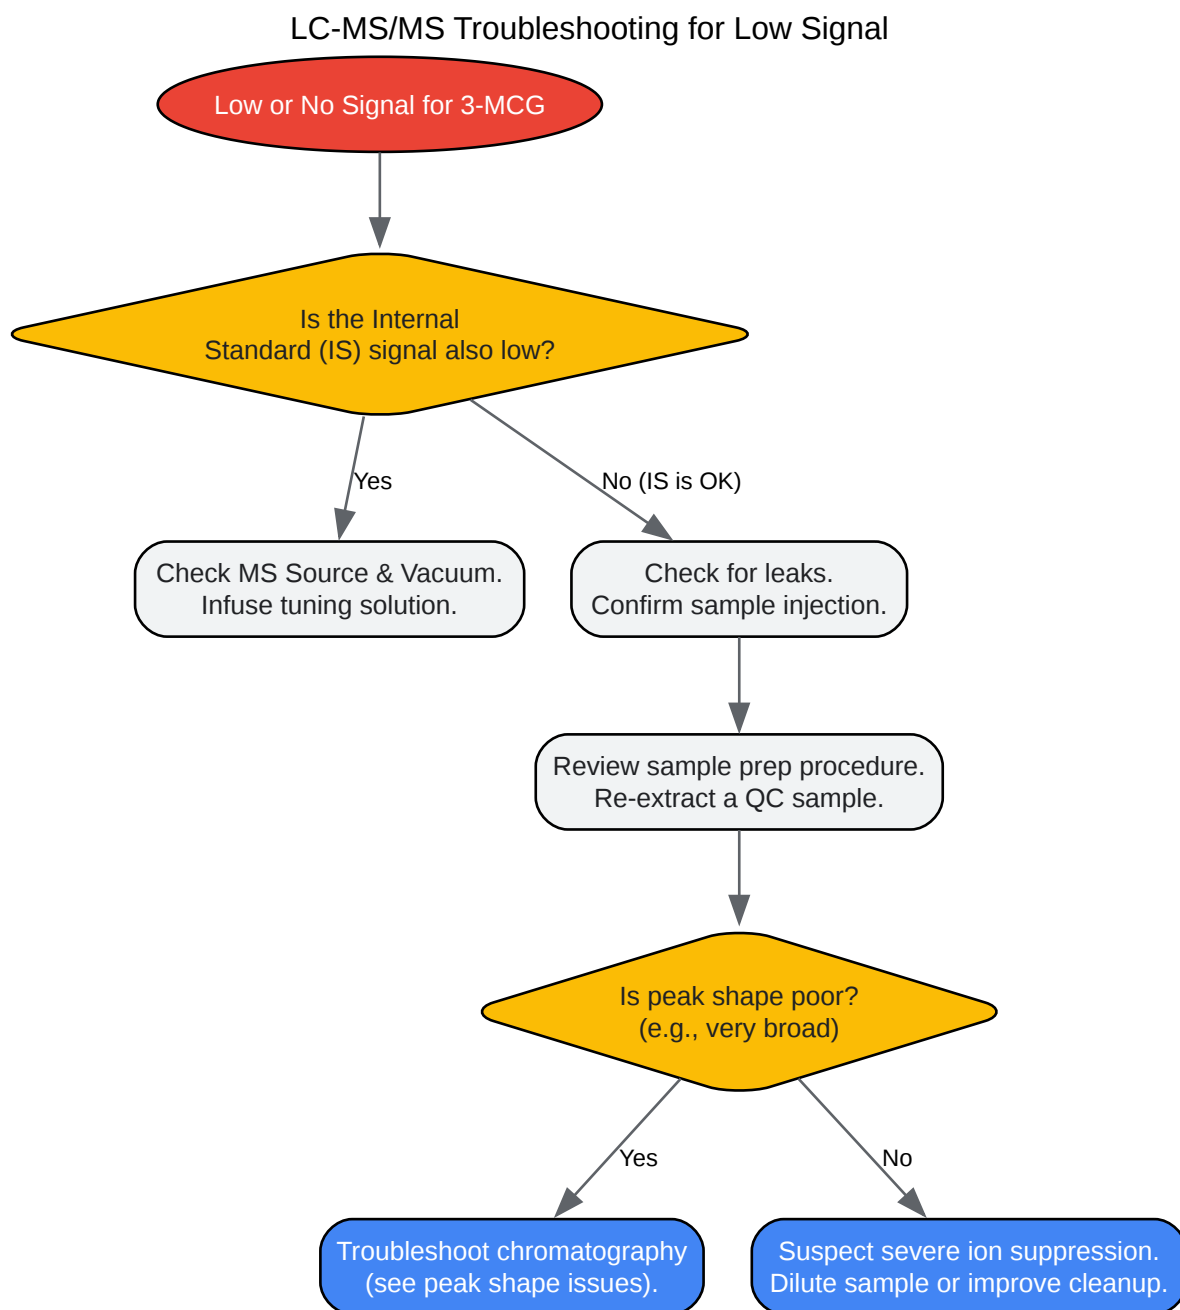 LC-MS/MS Troubleshooting for Low Signal
Low or No Signal for 3-MCG
Is the Internal
Standard (IS) signal also low?
Yes
No (IS is OK)
Check MS Source & Vacuum.
Infuse tuning solution.
Check for leaks.
Confirm sample injection.
Review sample prep procedure.
Re-extract a QC sample.
Is peak shape poor?
(e.g., very broad)
Yes
No
Troubleshoot chromatography
(see peak shape issues).
Suspect severe ion suppression.
Dilute sample or improve cleanup.